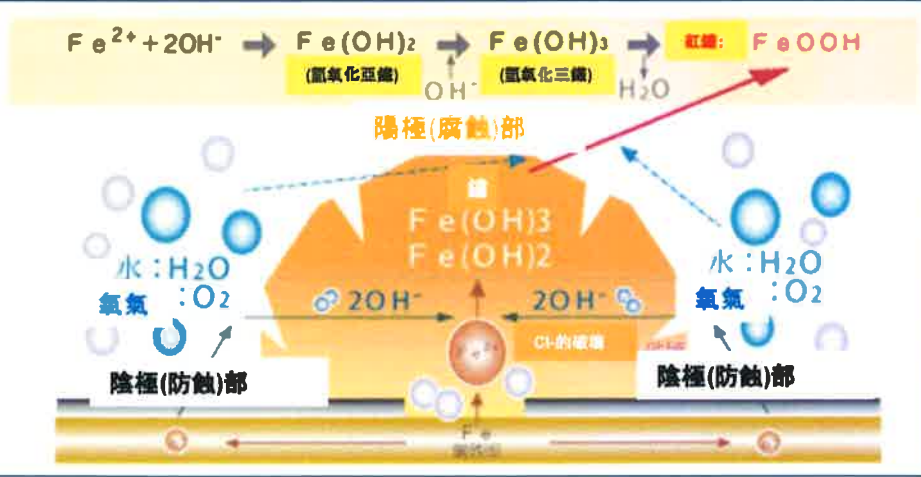 Fe²⁺+2OH⁻ → Fe(OH)₂ → Fe(OH)₃ → 紅鏽: FeOOH
(氫氧化亞鐵) OH⁻ (氫氧化三鐵) H₂O
陽極(腐蝕)部
鏽
Fe(OH)3
Fe(OH)2
水:H₂O
氧氣 :O₂
2OH⁻
2OH⁻
水:H₂O
氧氣 :O₂
Fe²⁺
Cl-的破壞
陰極(防蝕)部
陰極(防蝕)部
Fe